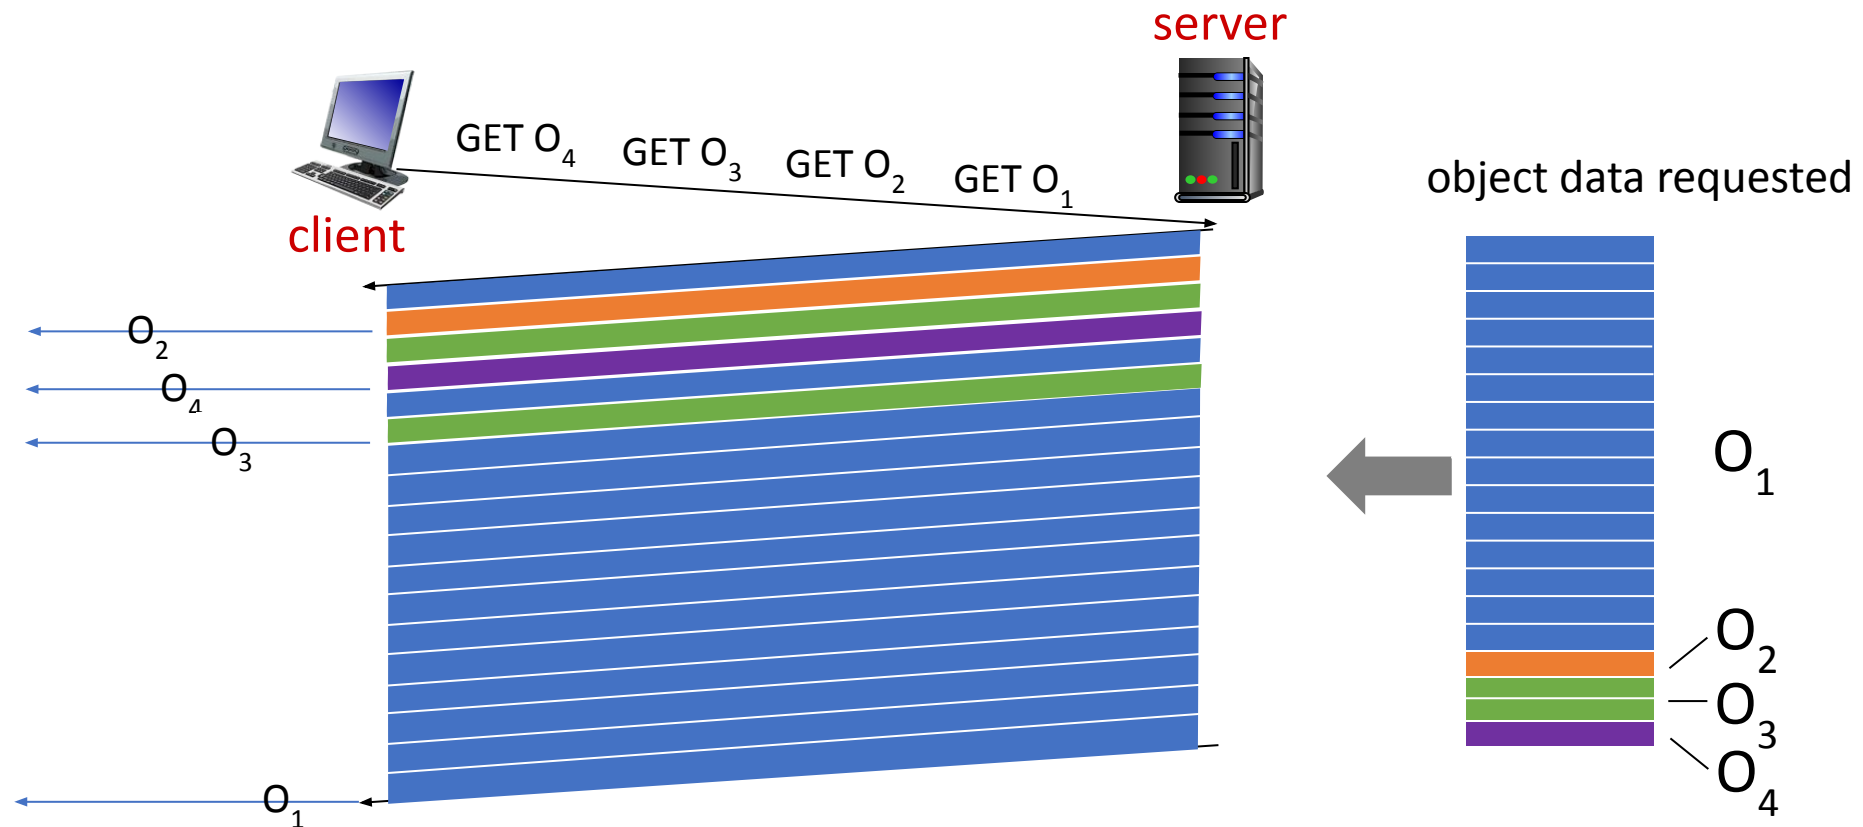 server
GET O4
GET O3
GET O2
GET O1
object data requested
client
O2
O4
O3
O1
O2
O3
O4
O1